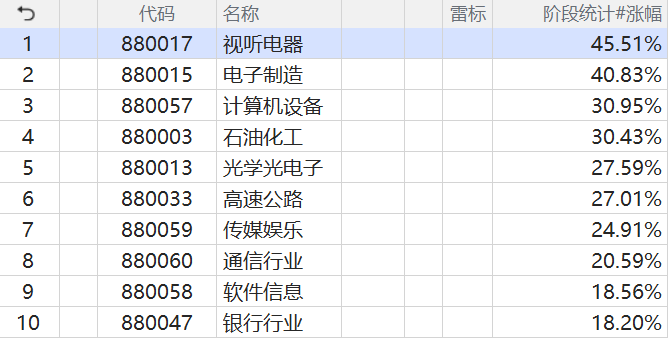 代码 名称 雷标 阶段统计#涨幅
1 880017 视听电器 45.51%
2 880015 电子制造 40.83%
3 880057 计算机设备 30.95%
4 880003 石油化工 30.43%
5 880013 光学光电子 27.59%
6 880033 高速公路 27.01%
7 880059 传媒娱乐 24.91%
8 880060 通信行业 20.59%
9 880058 软件信息 18.56%
10 880047 银行行业 18.20%